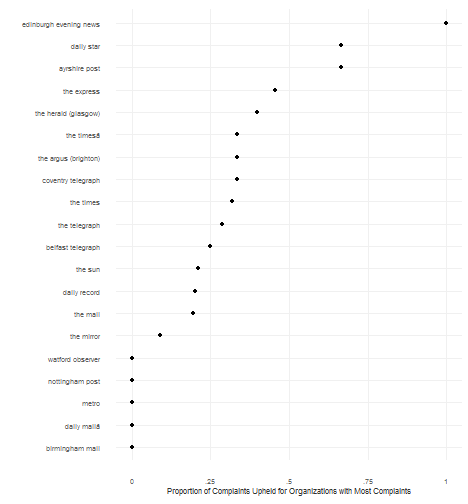 edinburgh evening news
daily star
ayrshire post
the express
the herald (glasgow)
the timesâ
the argus (brighton)
coventry telegraph
the times
the telegraph
belfast telegraph
the sun
daily record
the mail
the mirror
watford observer
nottingham post
metro
daily mailâ
birmingham mail
0 .25 .5 .75 1
Proportion of Complaints Upheld for Organizations with Most Complaints